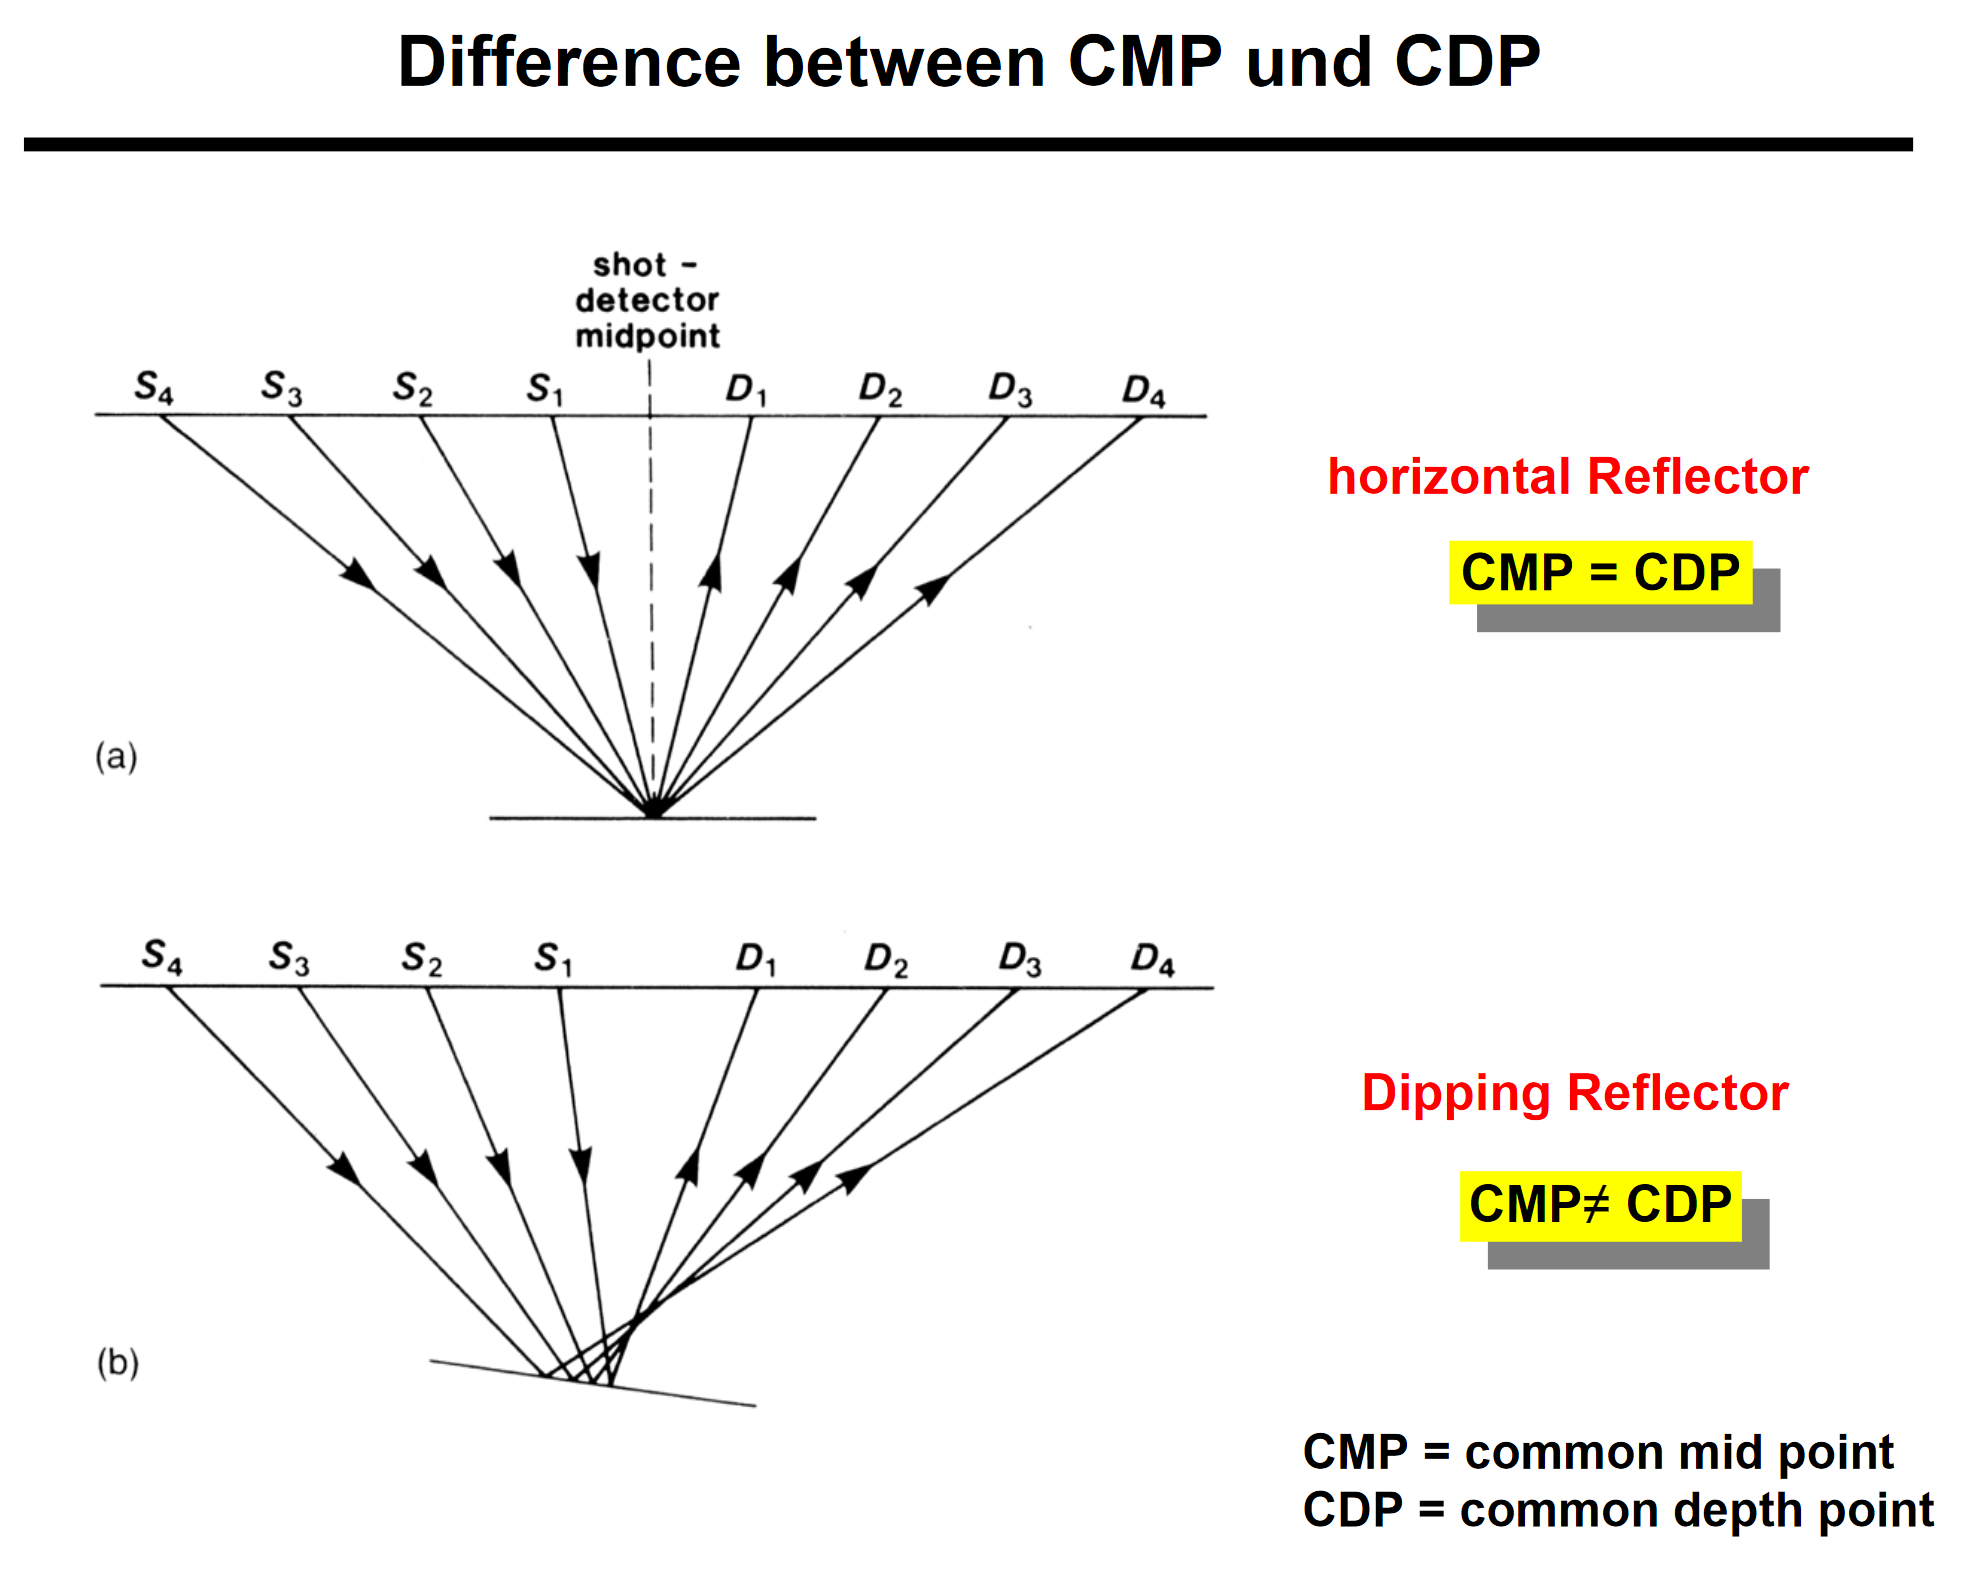 Difference between CMP und CDP
shot -
detector
midpoint
S4 S3 S2 S1 D1 D2 D3 D4
horizontal Reflector
CMP = CDP
(a)
S4 S3 S2 S1 D1 D2 D3 D4
Dipping Reflector
CMP≠ CDP
(b)
CMP = common mid point
CDP = common depth point